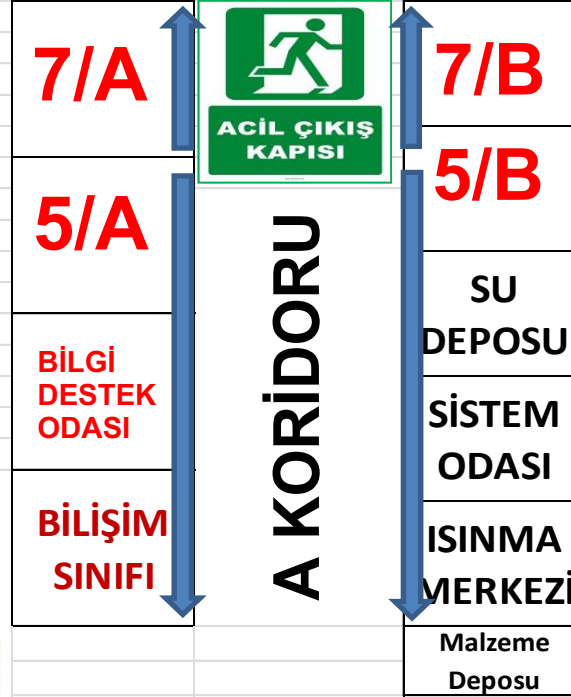 7/A
5/A
BİLGİ
DESTEK
ODASI
BİLİŞİM
SINIFI
ACİL ÇIKIŞ
KAPISI
A KORİDORU
7/B
5/B
SU
DEPOSU
SİSTEM
ODASI
ISINMA
MERKEZİ
Malzeme
Deposu